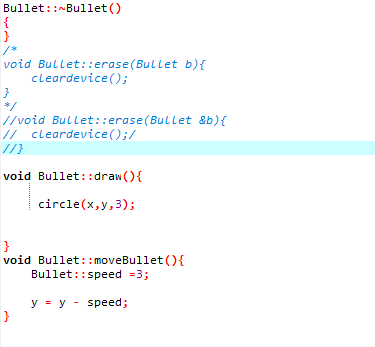 Bullet::~Bullet()
{
}
/*
void Bullet::erase(Bullet b){
    cleardevice();
}
*/
//void Bullet::erase(Bullet &b){
//  cleardevice();/
//}
void Bullet::draw(){
    circle(x,y,3);
}
void Bullet::moveBullet(){
    Bullet::speed =3;
    y = y - speed;
}